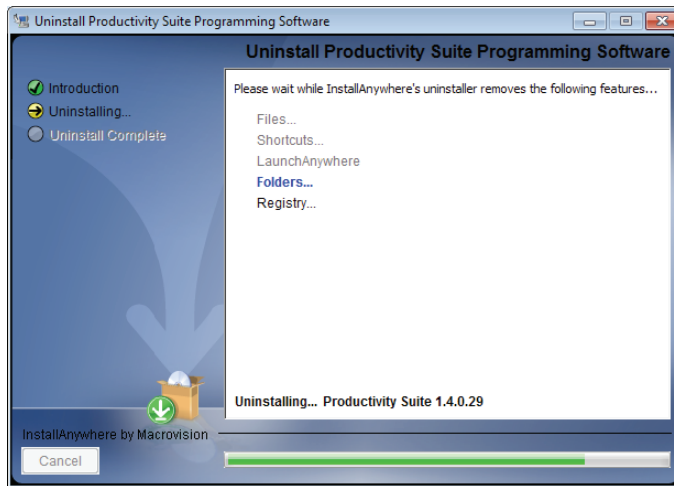 Uninstall Productivity Suite Programming Software
Uninstall Productivity Suite Programming Software
Introduction
Uninstalling...
Uninstall Complete
Please wait while InstallAnywhere's uninstaller removes the following features...
Files...
Shortcuts...
LaunchAnywhere
Folders...
Registry...
Uninstalling... Productivity Suite 1.4.0.29
InstallAnywhere by Macrovision
Cancel